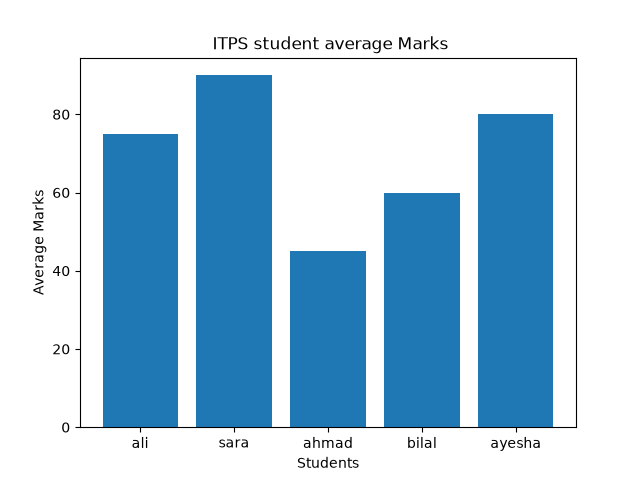 ITPS student average Marks
Average Marks
80
60
40
20
0
ali sara ahmad bilal ayesha
Students